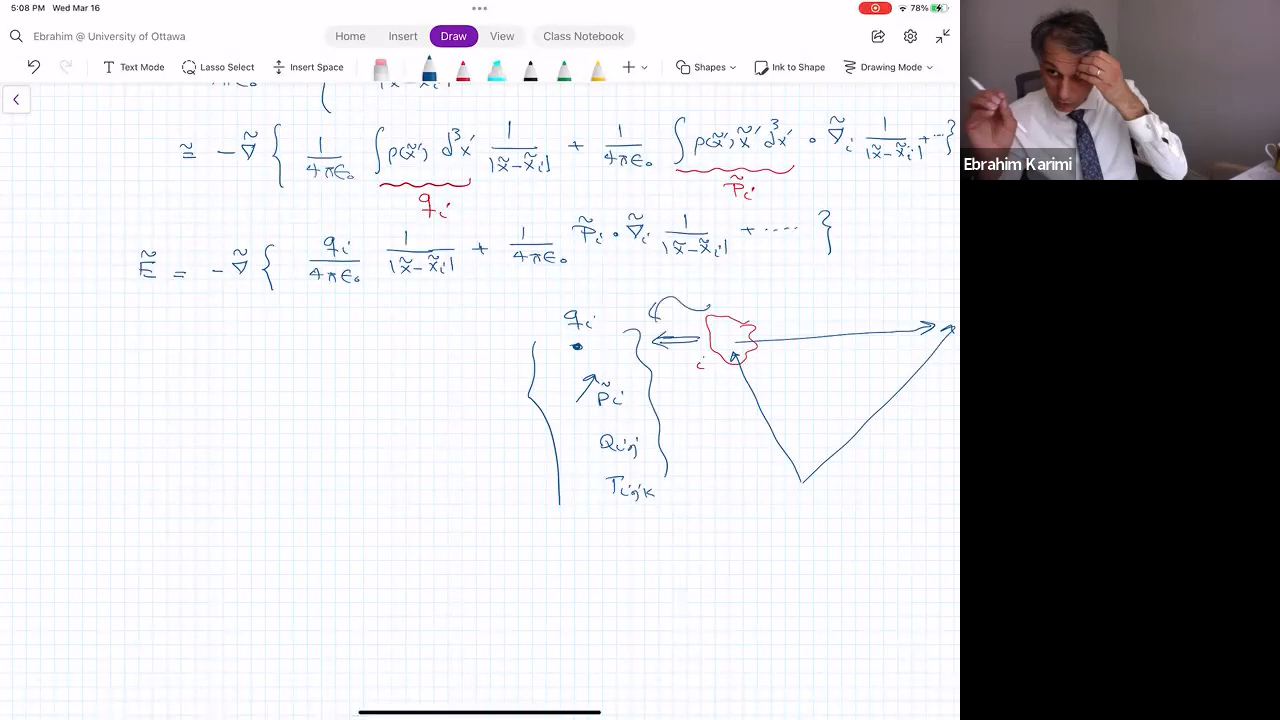 5:08 PM Wed Mar 16
78%
Ebrahim @ University of Ottawa
Home Insert Draw View Class Notebook
Text Mode Lasso Select Insert Space Shapes Ink to Shape Drawing Mode
≅ -∇̃ { 1/4πε₀ ∫ρ(x̃') d³x' 1/|x̃-x̃ᵢ| + 1/4πε₀ ∫ρ(x̃') x̃' d³x' • ∇̃ᵢ 1/|x̃-x̃ᵢ| + ... }
qᵢ p̃ᵢ
Ẽ = -∇̃ { qᵢ/4πε₀ 1/|x̃-x̃ᵢ| + 1/4πε₀ p̃ᵢ • ∇̃ᵢ 1/|x̃-x̃ᵢ| + .... }
qᵢ
i
p̃ᵢ
Qᵢⱼ
Tᵢⱼₖ
Ebrahim Karimi